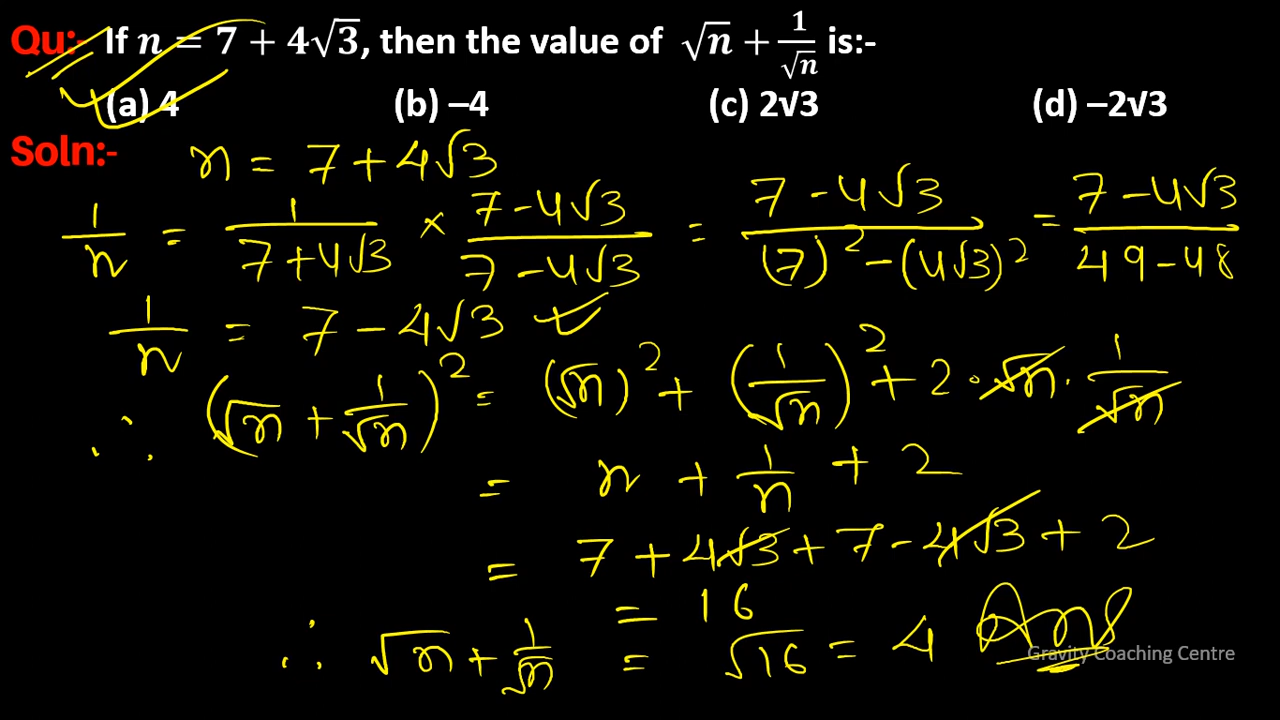 Qu:- If n = 7 + 4√3, then the value of √n + 1/√n is:-
(a) 4 (b) –4 (c) 2√3 (d) –2√3
Soln:- n = 7 + 4√3
1/n = 1/(7+4√3) × (7-4√3)/(7-4√3) = (7-4√3)/((7)² - (4√3)²) = (7-4√3)/(49-48)
1/n = 7 - 4√3
∴ (√n + 1/√n)² = (√n)² + (1/√n)² + 2·√n·1/√n
= n + 1/n + 2
= 7 + 4√3 + 7 - 4√3 + 2
= 16
∴ √n + 1/√n = √16 = 4 Ans
Gravity Coaching Centre